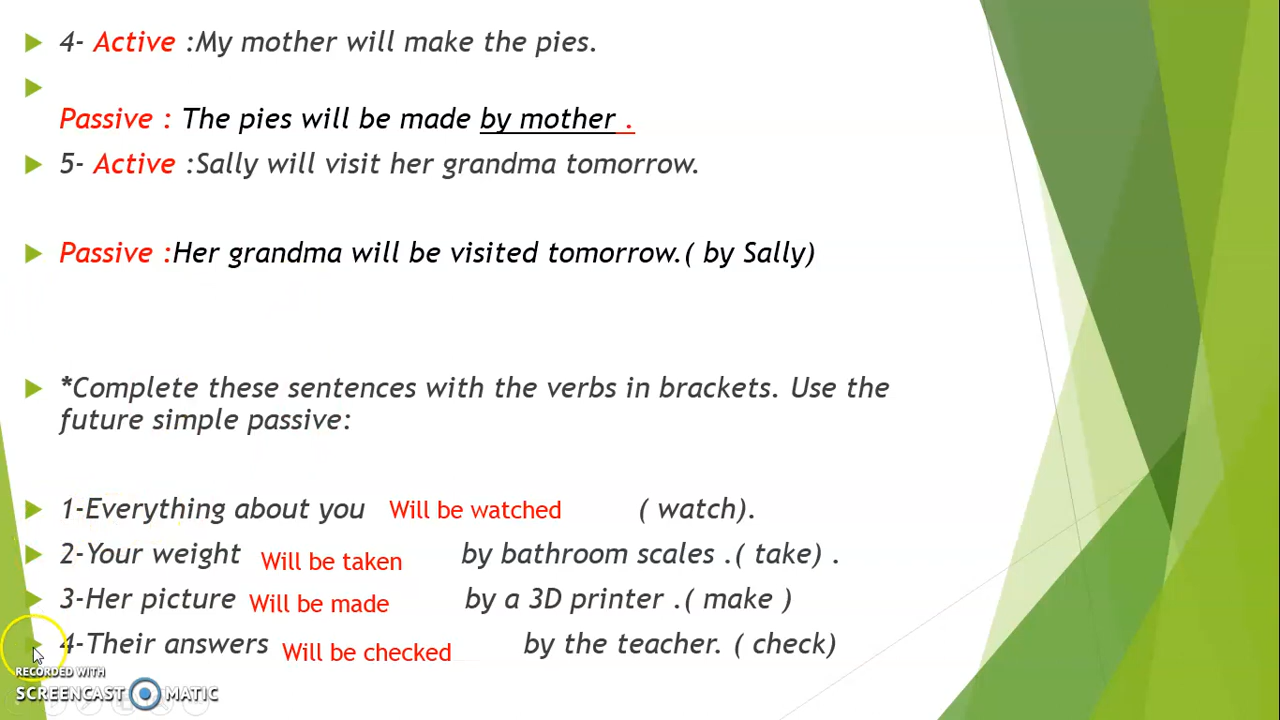 4- Active :My mother will make the pies.
Passive : The pies will be made by mother .
5- Active :Sally will visit her grandma tomorrow.
Passive :Her grandma will be visited tomorrow.( by Sally)
*Complete these sentences with the verbs in brackets. Use the
future simple passive:
1-Everything about you Will be watched ( watch).
2-Your weight Will be taken by bathroom scales .( take) .
3-Her picture Will be made by a 3D printer .( make )
4-Their answers Will be checked by the teacher. ( check)
RECORDED WITH
SCREENCAST MATIC